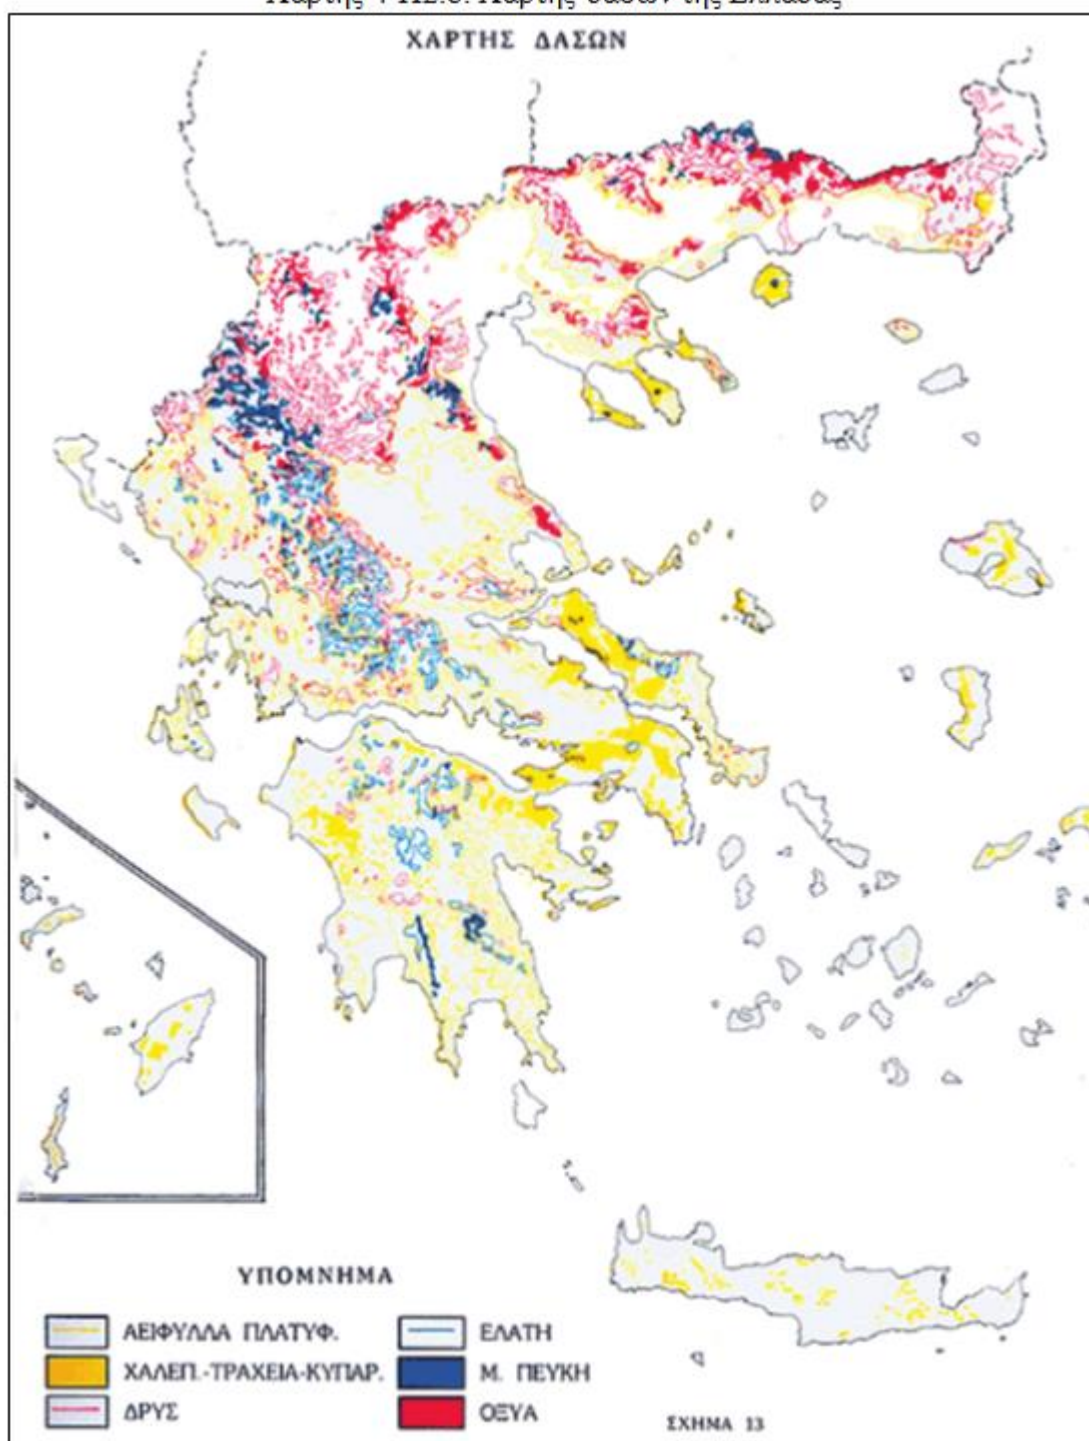 ΧΑΡΤΗΣ ΔΑΣΩΝ
ΥΠΟΜΝΗΜΑ
ΑΕΙΦΥΛΛΑ ΠΛΑΤΥΦ.
ΧΑΛΕΠ.-ΤΡΑΧΕΙΑ-ΚΥΠΑΡ.
ΔΡΥΣ
ΕΛΑΤΗ
Μ. ΠΕΥΚΗ
ΟΞΥΑ
ΣΧΗΜΑ 13